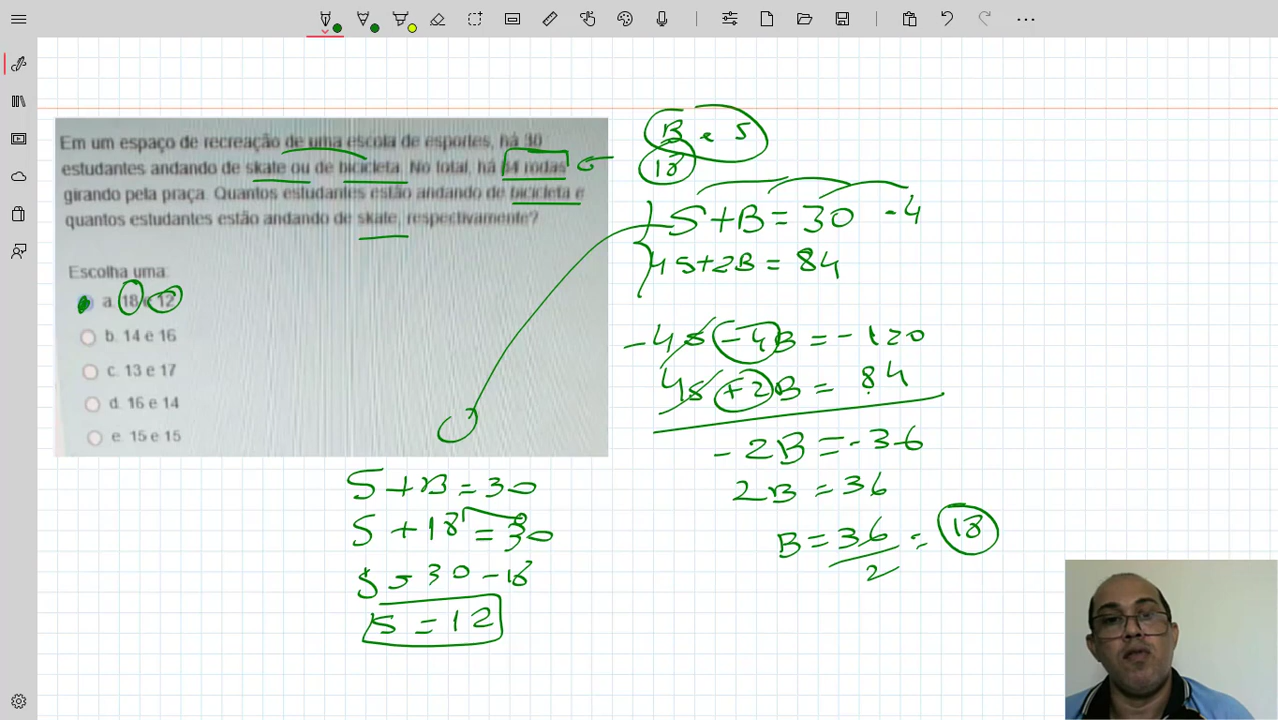 Em um espaço de recreação de uma escola de esportes, há 30
estudantes andando de skate ou de bicicleta. No total, há 84 rodas
girando pela praça. Quantos estudantes estão andando de bicicleta e
quantos estudantes estão andando de skate, respectivamente?
Escolha uma:
a. 18 e 12
b. 14 e 16
c. 13 e 17
d. 16 e 14
e. 15 e 15
B e S
18
S+B=30 -4
4S+2B=84
-4S-4B=-120
4S+2B=84
-2B=-36
2B=36
B=36/2=18
S+B=30
S+18=30
S=30-18
S=12